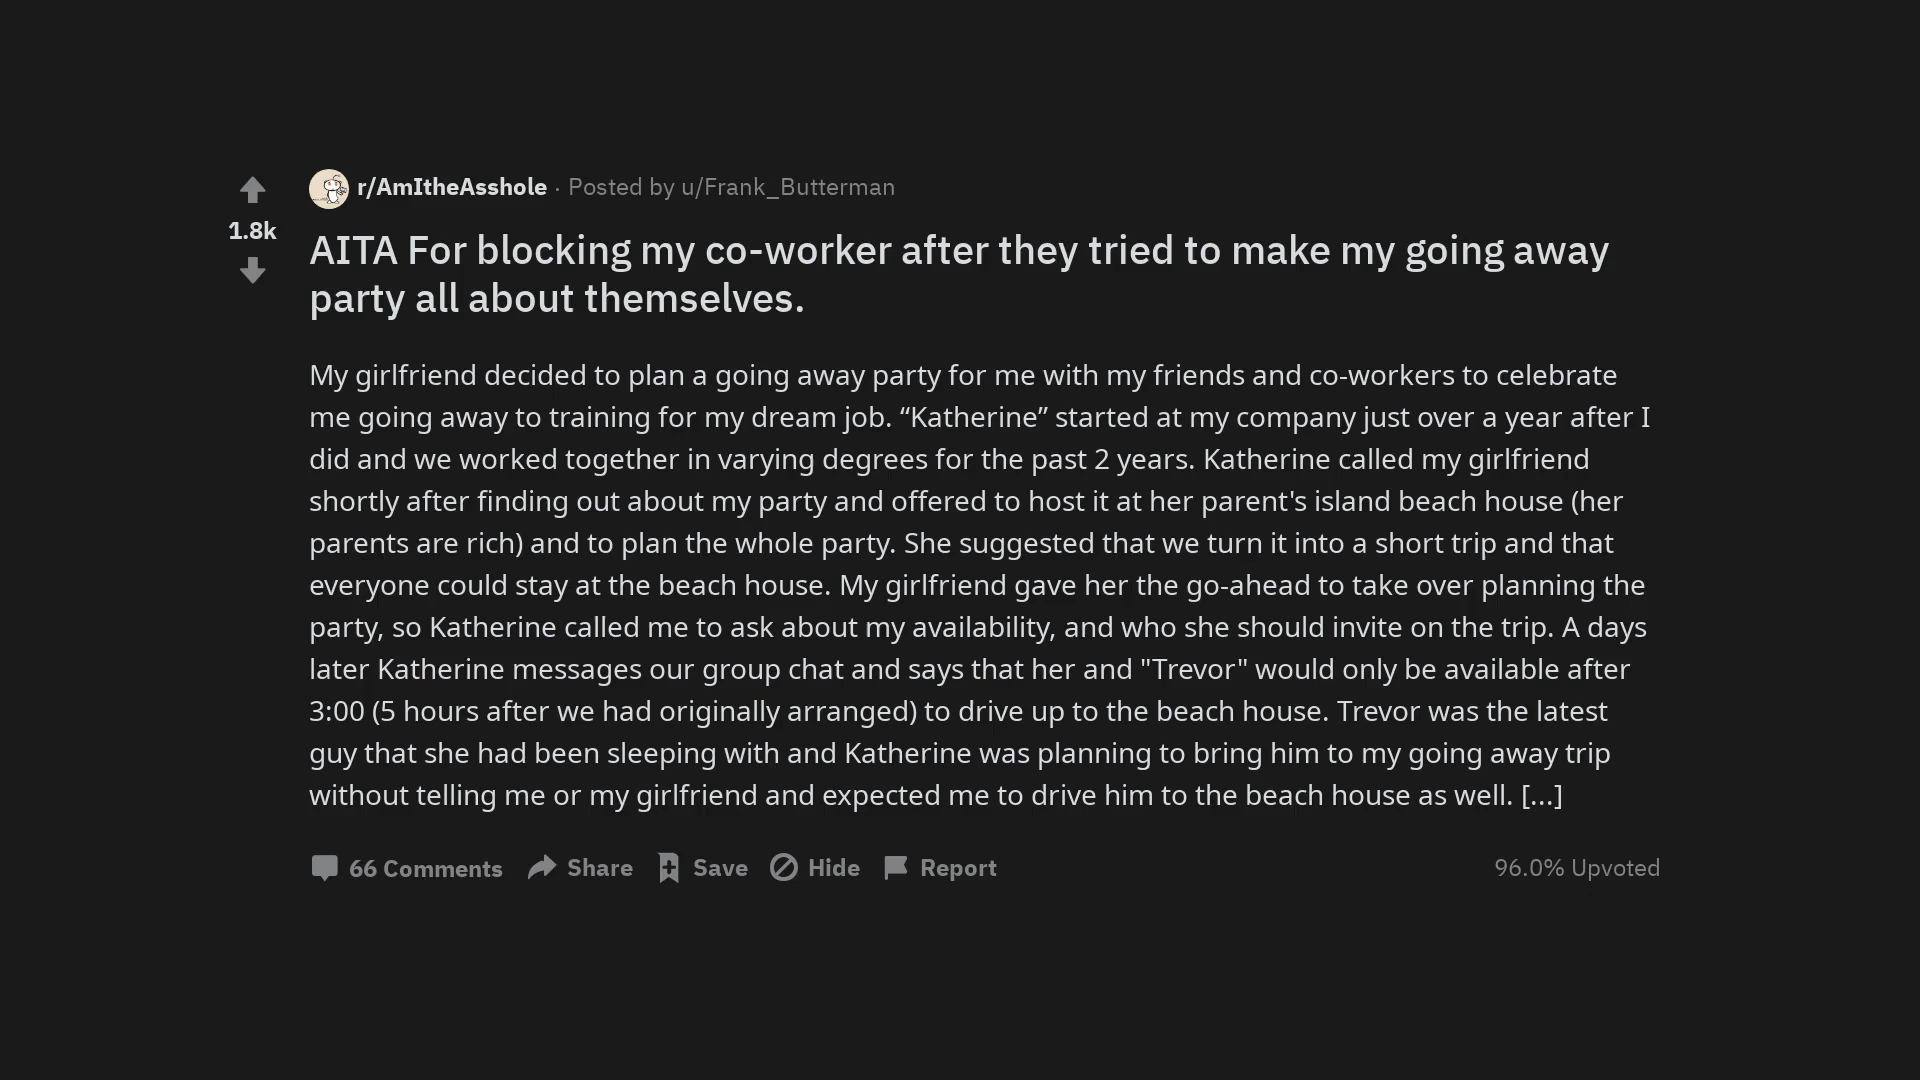 r/AmItheAsshole · Posted by u/Frank_Butterman
1.8k
AITA For blocking my co-worker after they tried to make my going away
party all about themselves.
My girlfriend decided to plan a going away party for me with my friends and co-workers to celebrate
me going away to training for my dream job. “Katherine” started at my company just over a year after I
did and we worked together in varying degrees for the past 2 years. Katherine called my girlfriend
shortly after finding out about my party and offered to host it at her parent's island beach house (her
parents are rich) and to plan the whole party. She suggested that we turn it into a short trip and that
everyone could stay at the beach house. My girlfriend gave her the go-ahead to take over planning the
party, so Katherine called me to ask about my availability, and who she should invite on the trip. A days
later Katherine messages our group chat and says that her and "Trevor" would only be available after
3:00 (5 hours after we had originally arranged) to drive up to the beach house. Trevor was the latest
guy that she had been sleeping with and Katherine was planning to bring him to my going away trip
without telling me or my girlfriend and expected me to drive him to the beach house as well. [...]
66 Comments Share Save Hide Report 96.0% Upvoted